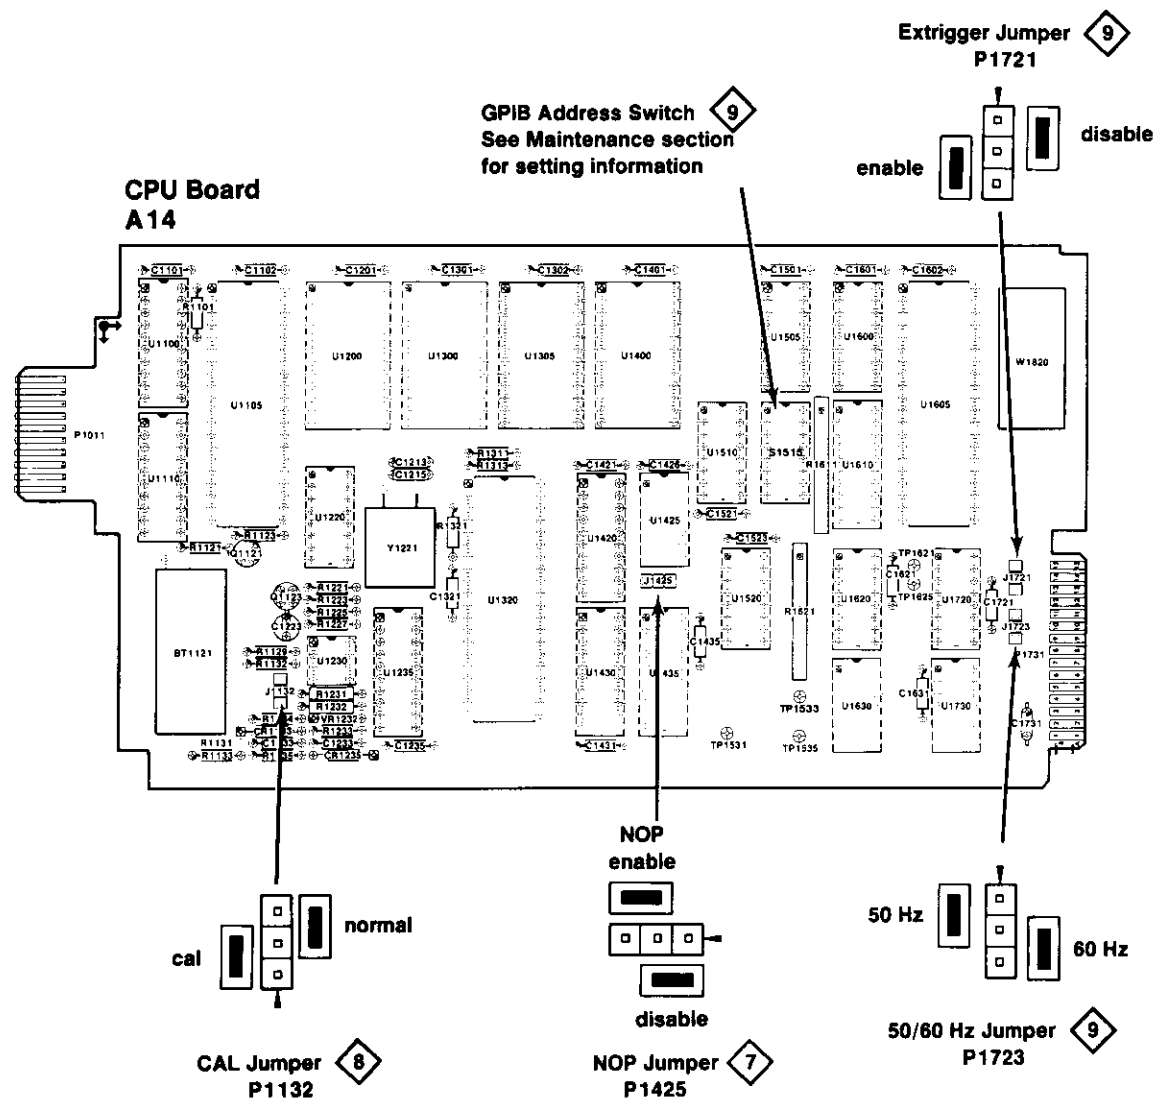 Extrigger Jumper 9
P1721
disable
enable
GPIB Address Switch 9
See Maintenance section
for setting information
CPU Board
A14
C1101 C1102 C1201 C1301 C1302 C1401 C1501 C1601 C1602
R1101
U1100 U1200 U1300 U1305 U1400 U1505 U1600 W1820
U1105 U1605
P1011
U1110
R1311
R1313
C1213
C1215
C1421 C1426
U1510 S1515 R1611 U1610
U1220 Y1221 R1321 U1420 U1425
C1521
R1123
R1121 Q1121
C1523
TP1621
C1621
TP1625
J1425
J1721
C1321 U1320
R1221
R1223
R1225
R1227
Q1123
C1223
U1520 R1521 U1620 U1720 C1721
J1723
P1731
BT1121
R1129
R1132
U1230
U1235
C1435
U1430 U1435
J1132
R1231
R1232
VR1232
R1233
C1233
CR1235
R1131
R1133
C1133
R1135
C1235
C1431
TP1533
TP1531 TP1535
U1630 C1631 U1730
C1731
NOP
enable
disable
NOP Jumper 7
P1425
normal
cal
CAL Jumper 8
P1132
50 Hz
60 Hz
50/60 Hz Jumper 9
P1723